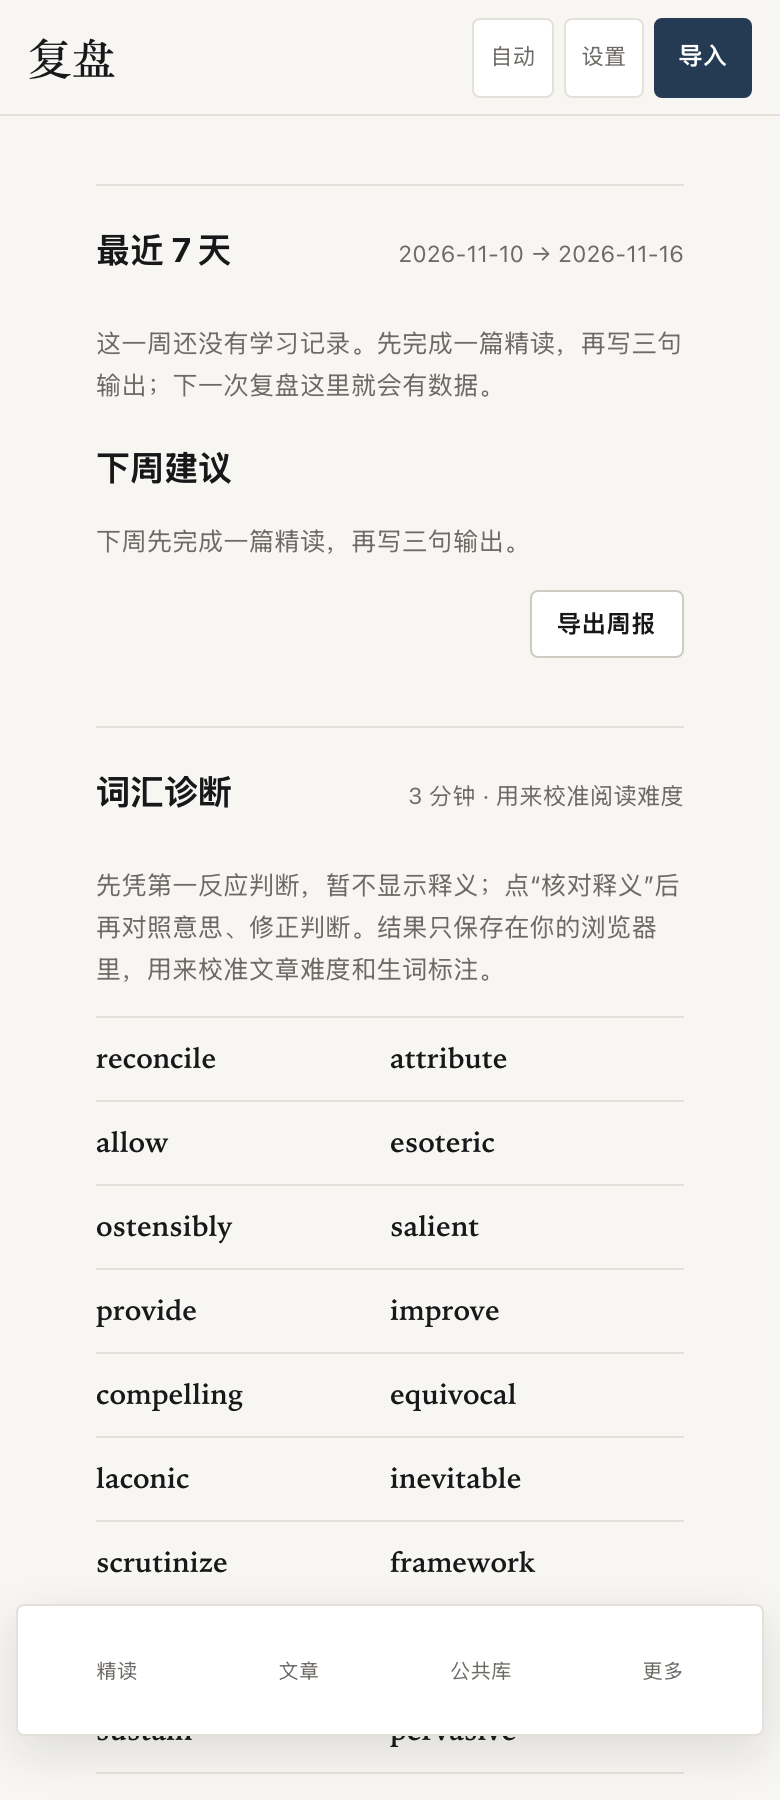 复盘
自动 设置 导入
最近 7 天 2026-11-10 → 2026-11-16
这一周还没有学习记录。先完成一篇精读，再写三句
输出；下一次复盘这里就会有数据。
下周建议
下周先完成一篇精读，再写三句输出。
导出周报
词汇诊断 3 分钟 · 用来校准阅读难度
先凭第一反应判断，暂不显示释义；点“核对释义”后
再对照意思、修正判断。结果只保存在你的浏览器
里，用来校准文章难度和生词标注。
reconcile attribute
allow esoteric
ostensibly salient
provide improve
compelling equivocal
laconic inevitable
scrutinize framework
精读 文章 公共库 更多
sustain pervasive